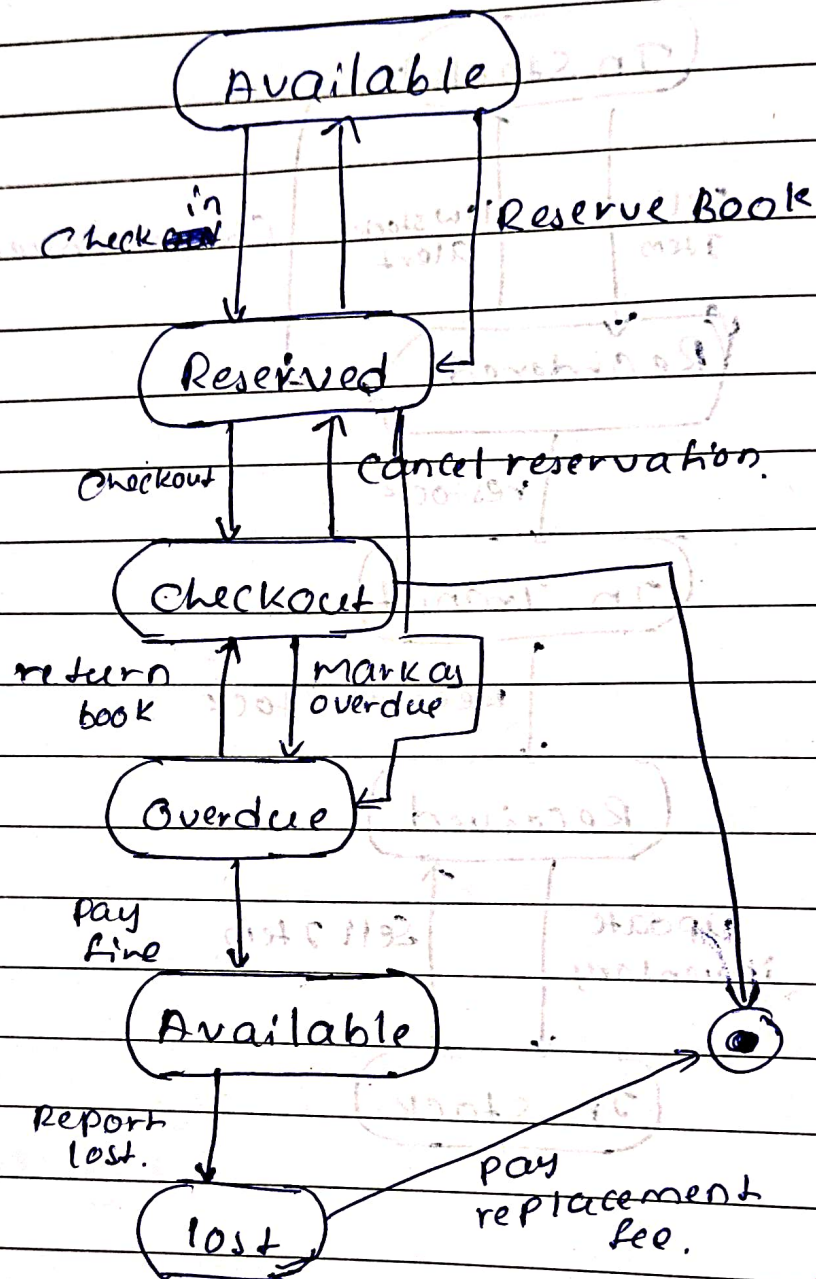 Available
in
Check
Reserve Book
Reserved
Checkout
Cancel reservation.
Checkout
return
book
Mark as
overdue
Overdue
Pay
fine
Available
Report
lost.
lost
pay
replacement
fee.